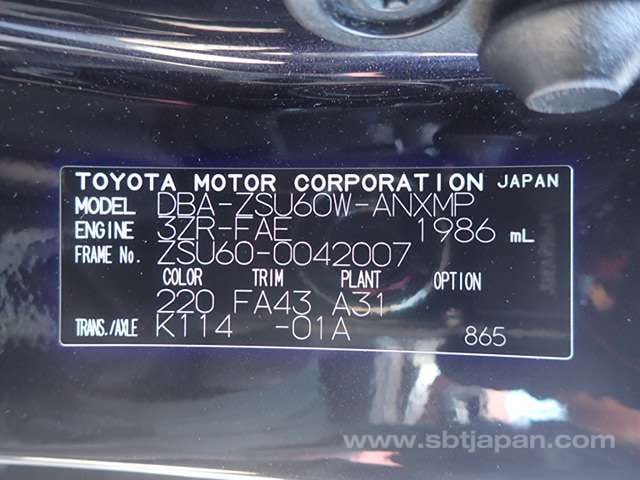 TOYOTA MOTOR CORPORATION JAPAN
MODEL DBA-ZSU60W-ANXMP
ENGINE 3ZR-FAE 1986 mL
FRAME No. ZSU60-0042007
COLOR TRIM PLANT OPTION
220 FA43 A31
TRANS./AXLE K114 -01A 865
www.sbtjapan.com